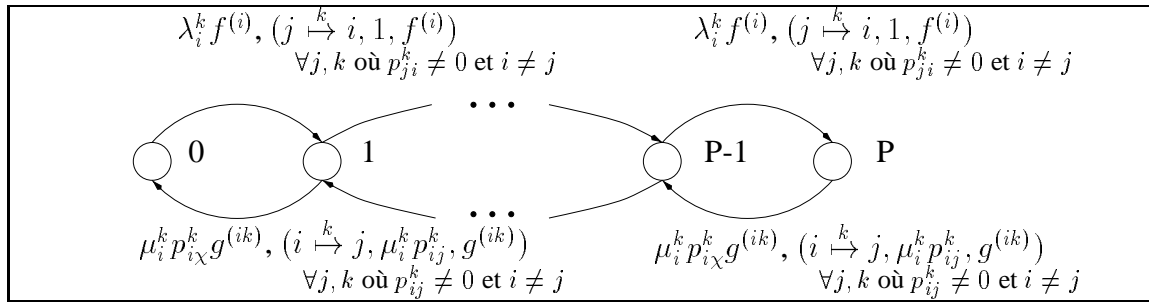 λ_i^k f^{(i)}, (j ↦^k i, 1, f^{(i)}) λ_i^k f^{(i)}, (j ↦^k i, 1, f^{(i)})
∀j, k où p_{ji}^k ≠ 0 et i ≠ j ∀j, k où p_{ji}^k ≠ 0 et i ≠ j
• • •
0 1 P-1 P
• • •
μ_i^k p_{iχ}^k g^{(ik)}, (i ↦^k j, μ_i^k p_{ij}^k, g^{(ik)}) μ_i^k p_{iχ}^k g^{(ik)}, (i ↦^k j, μ_i^k p_{ij}^k, g^{(ik)})
∀j, k où p_{ij}^k ≠ 0 et i ≠ j ∀j, k où p_{ij}^k ≠ 0 et i ≠ j